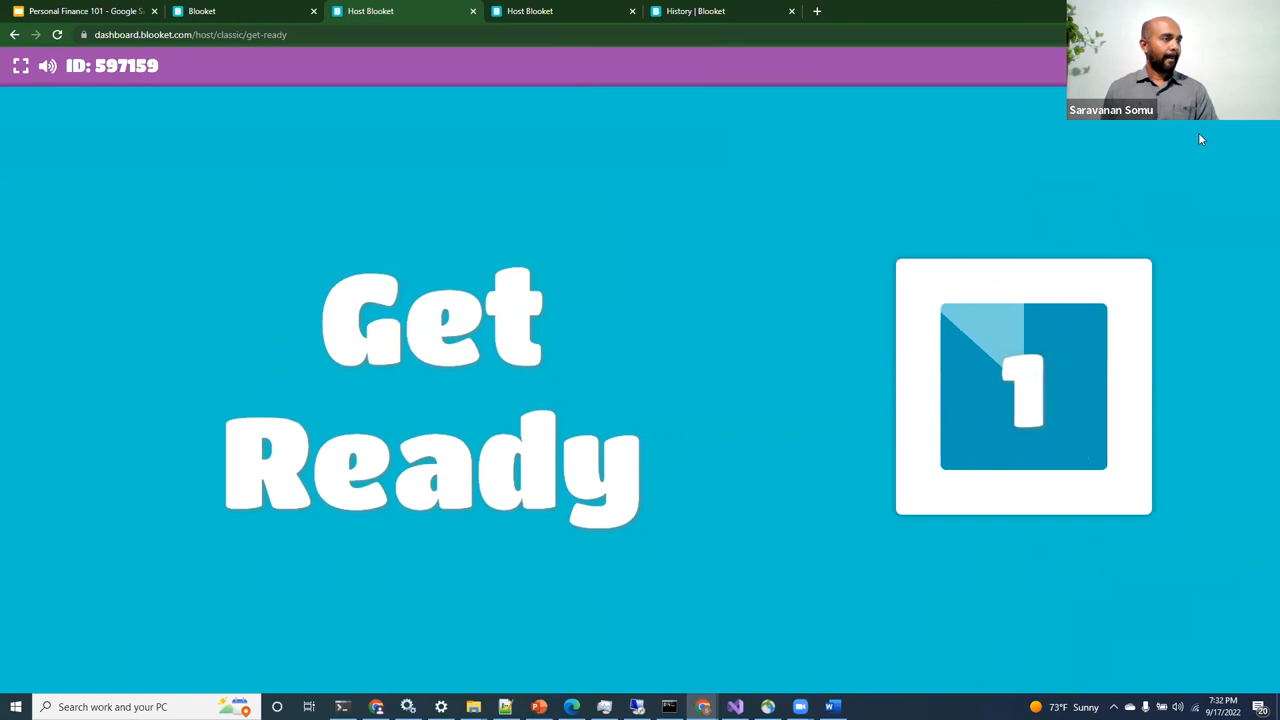 Personal Finance 101 - Google S
Blooket
Host Blooket
Host Blooket
History | Blooket
dashboard.blooket.com/host/classic/get-ready
ID: 597159
Saravanan Somu
Get
Ready
1
Search work and your PC
73°F Sunny
7:32 PM
9/17/2022
20